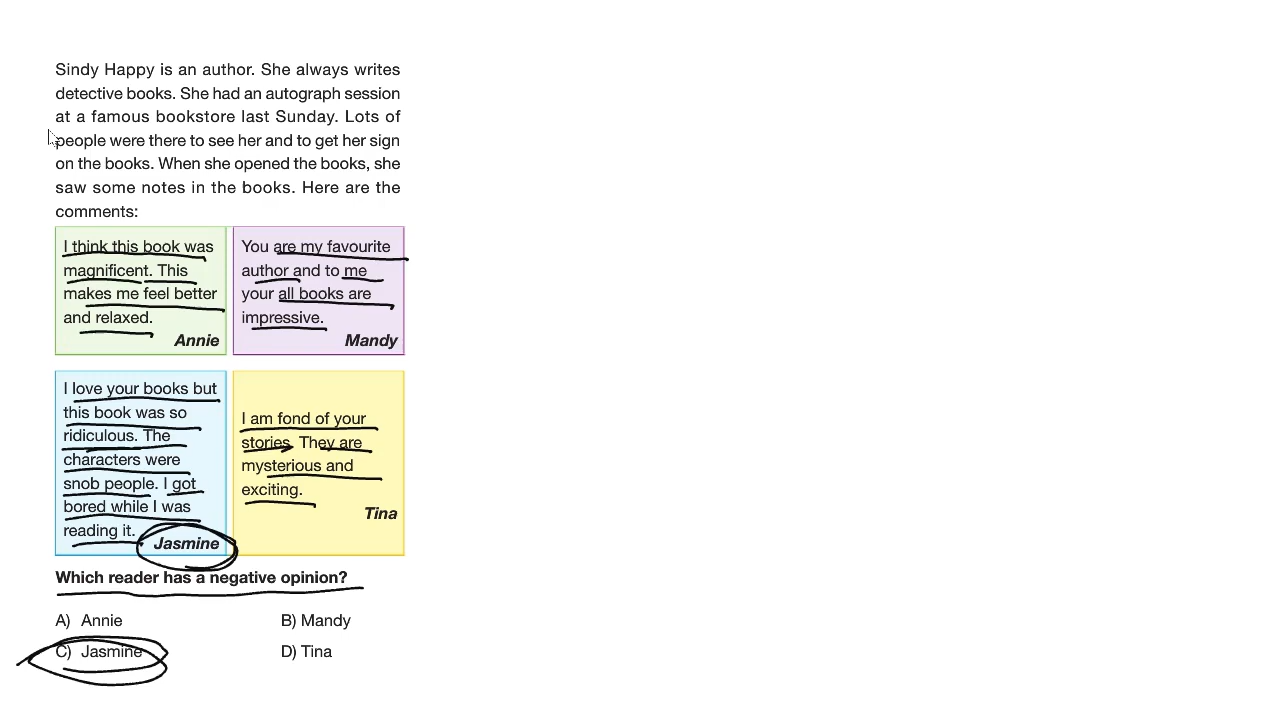 Sindy Happy is an author. She always writes
detective books. She had an autograph session
at a famous bookstore last Sunday. Lots of
people were there to see her and to get her sign
on the books. When she opened the books, she
saw some notes in the books. Here are the
comments:
I think this book was
magnificent. This
makes me feel better
and relaxed.
Annie
You are my favourite
author and to me
your all books are
impressive.
Mandy
I love your books but
this book was so
ridiculous. The
characters were
snob people. I got
bored while I was
reading it.
Jasmine
I am fond of your
stories. They are
mysterious and
exciting.
Tina
Which reader has a negative opinion?
A) Annie
B) Mandy
C) Jasmine
D) Tina